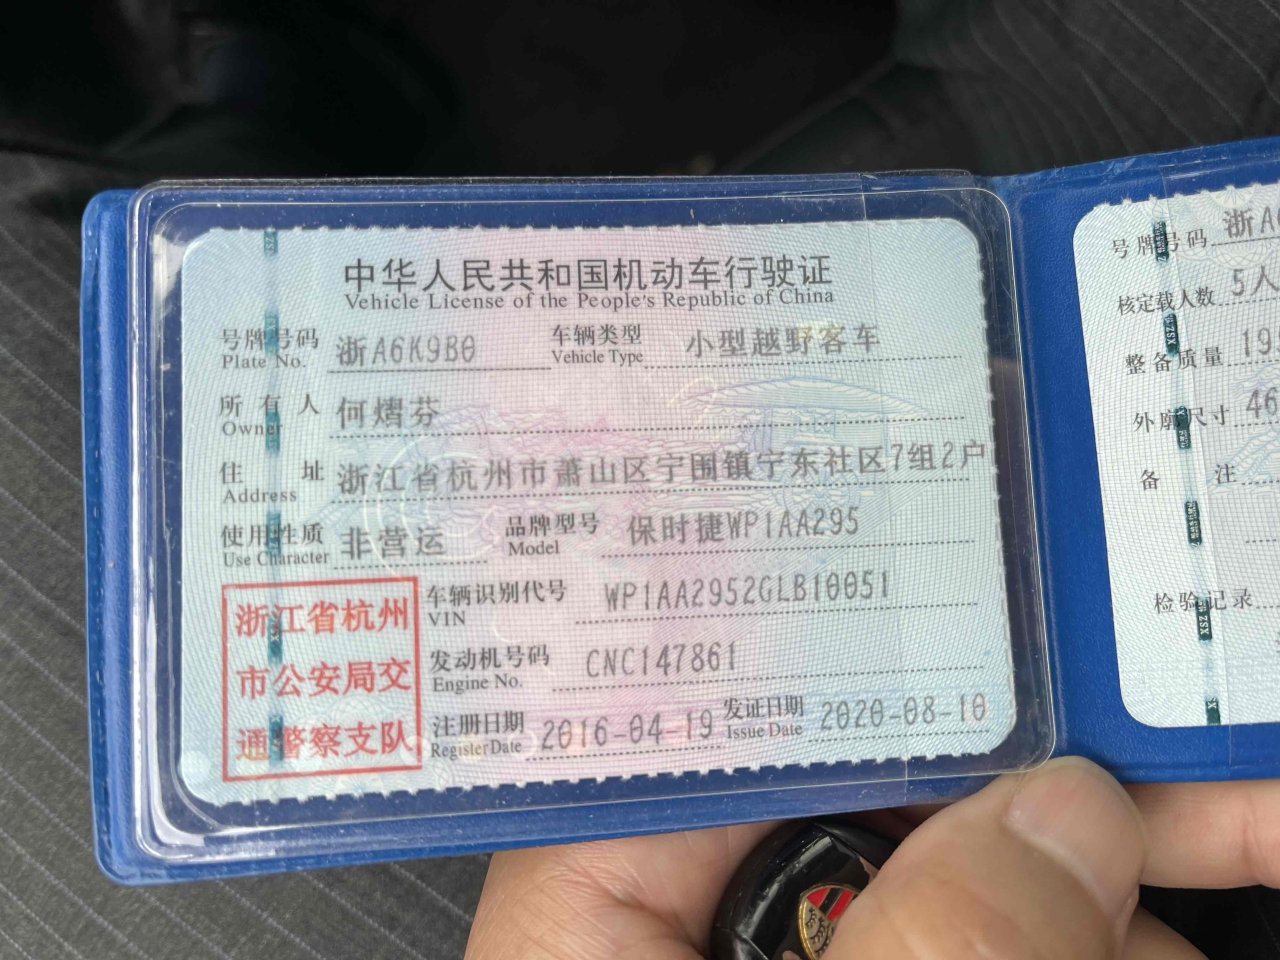 中华人民共和国机动车行驶证
Vehicle License of the People's Republic of China
号牌号码 浙A6K9B0 车辆类型 小型越野客车
Plate No. Vehicle Type
所有人 何熠芬
Owner
住址 浙江省杭州市萧山区宁围镇宁东社区7组2户
Address
使用性质 非营运 品牌型号 保时捷WP1AA295
Use Character Model
车辆识别代号 WP1AA2952GLB10051
VIN
发动机号码 CNC147861
Engine No.
注册日期 2016-04-19 发证日期 2020-08-10
Register Date Issue Date
浙江省杭州
市公安局交
通警察支队
号牌号码 浙A
核定载人数 5人
整备质量 19
外廓尺寸 46
备注
检验记录